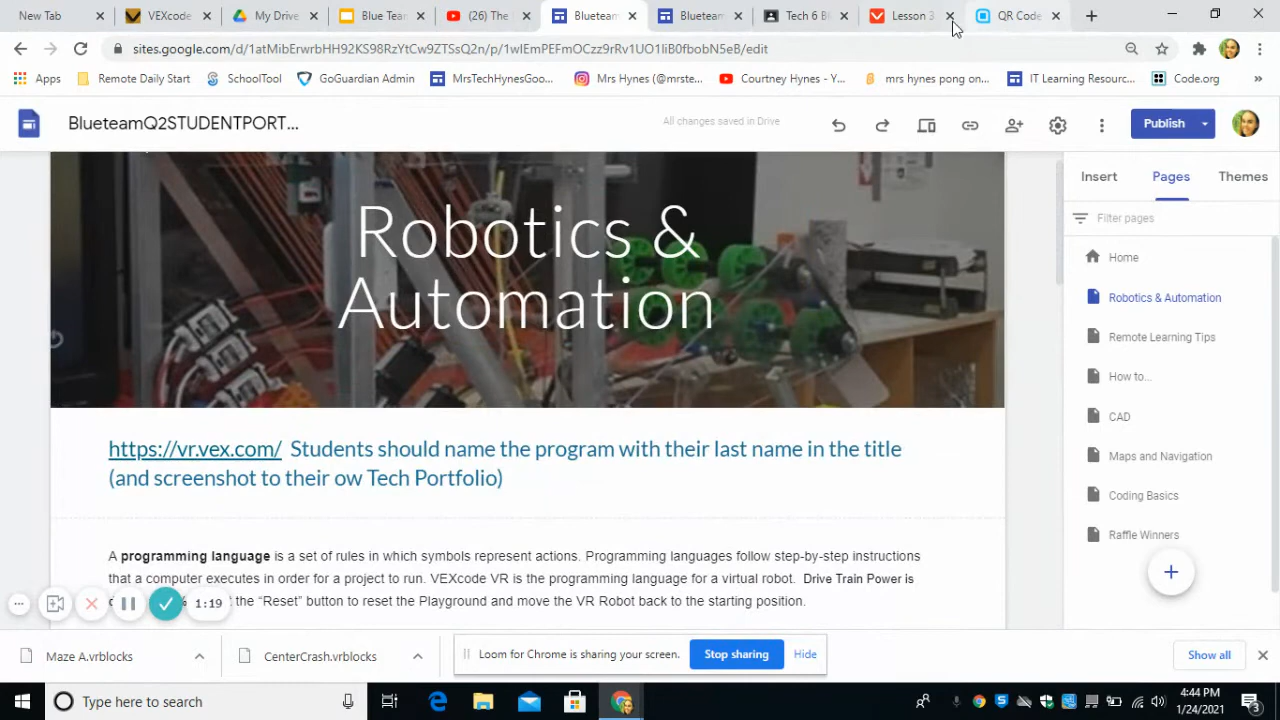 New Tab
VEXcode
My Drive
Blue Tea
(26) The
Blueteam
Blueteam
Tech 6 B
Lesson 3
QR Code
sites.google.com/d/1atMibErwrbHH92KS98RzYtCw9ZTSsQ2n/p/1wIEmPEFmOCzz9rRv1UO1IiB0fbobN5eB/edit
Apps
Remote Daily Start
SchoolTool
GoGuardian Admin
MrsTechHynesGoo...
Mrs Hynes (@mrste...
Courtney Hynes - Y...
mrs hynes pong on...
IT Learning Resourc...
Code.org
»
BlueteamQ2STUDENTPORT...
All changes saved in Drive
Publish
Insert
Pages
Themes
Filter pages
Home
Robotics & Automation
Remote Learning Tips
How to...
CAD
Maps and Navigation
Coding Basics
Raffle Winners
Robotics &
Automation
https://vr.vex.com/ Students should name the program with their last name in the title
(and screenshot to their ow Tech Portfolio)
A programming language is a set of rules in which symbols represent actions. Programming languages follow step-by-step instructions
that a computer executes in order for a project to run. VEXcode VR is the programming language for a virtual robot. Drive Train Power is
the "Reset" button to reset the Playground and move the VR Robot back to the starting position.
1:19
Maze A.vrblocks
CenterCrash.vrblocks
Loom for Chrome is sharing your screen.
Stop sharing
Hide
Show all
Type here to search
4:44 PM
1/24/2021
3